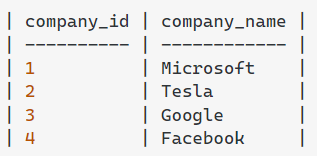 | company_id | company_name |
| ---------- | ------------ |
| 1          | Microsoft    |
| 2          | Tesla        |
| 3          | Google       |
| 4          | Facebook     |